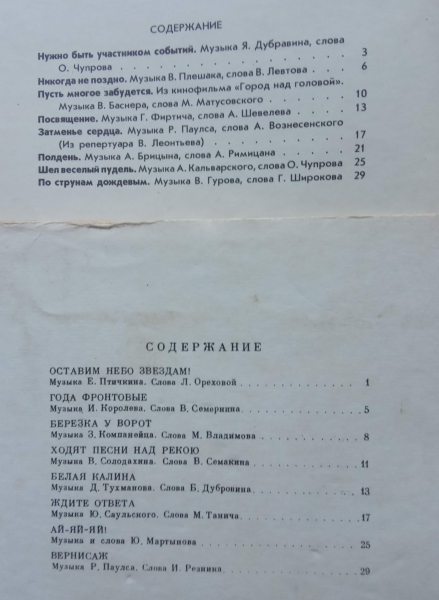 СОДЕРЖАНИЕ
Нужно быть участником событий. Музыка Я. Дубравина, слова
О. Чупрова . . . . . . . . . . . . . . 3
Никогда не поздно. Музыка В. Плешака, слова В. Левтова . . . 6
Пусть многое забудется. Из кинофильма «Город над головой».
Музыка В. Баснера, слова М. Матусовского . . . . . . 10
Посвящение. Музыка Г. Фиртича, слова А. Шевелева . . . . 13
Затменье сердца. Музыка Р. Паулса, слова А. Вознесенского
(Из репертуара В. Леонтьева) . . . . . . . . . 17
Полдень. Музыка А. Брицына, слова А. Римицана . . . . . 21
Шел веселый пудель. Музыка А. Кальварского, слова О. Чупрова 25
По струнам дождевым. Музыка В. Гурова, слова Г. Широкова 29
СОДЕРЖАНИЕ
ОСТАВИМ НЕБО ЗВЕЗДАМ!
Музыка Е. Птичкина. Слова Л. Ореховой . . . . . . . 1
ГОДА ФРОНТОВЫЕ
Музыка И. Королева. Слова В. Семернина . . . . . . . 5
БЕРЕЗКА У ВОРОТ
Музыка З. Компанейца. Слова М. Владимова . . . . . . 8
ХОДЯТ ПЕСНИ НАД РЕКОЮ
Музыка В. Солодахина. Слова В. Семакина . . . . . . 11
БЕЛАЯ КАЛИНА
Музыка Д. Тухманова. Слова Б. Дубровина . . . . . . 13
ЖДИТЕ ОТВЕТА
Музыка Ю. Саульского. Слова М. Танича . . . . . . 17
АЙ-ЯЙ-ЯЙ!
Музыка и слова Ю. Мартынова . . . . . . . . 25
ВЕРНИСАЖ
Музыка Р. Паулса. Слова И. Резника . . . . . . . 29